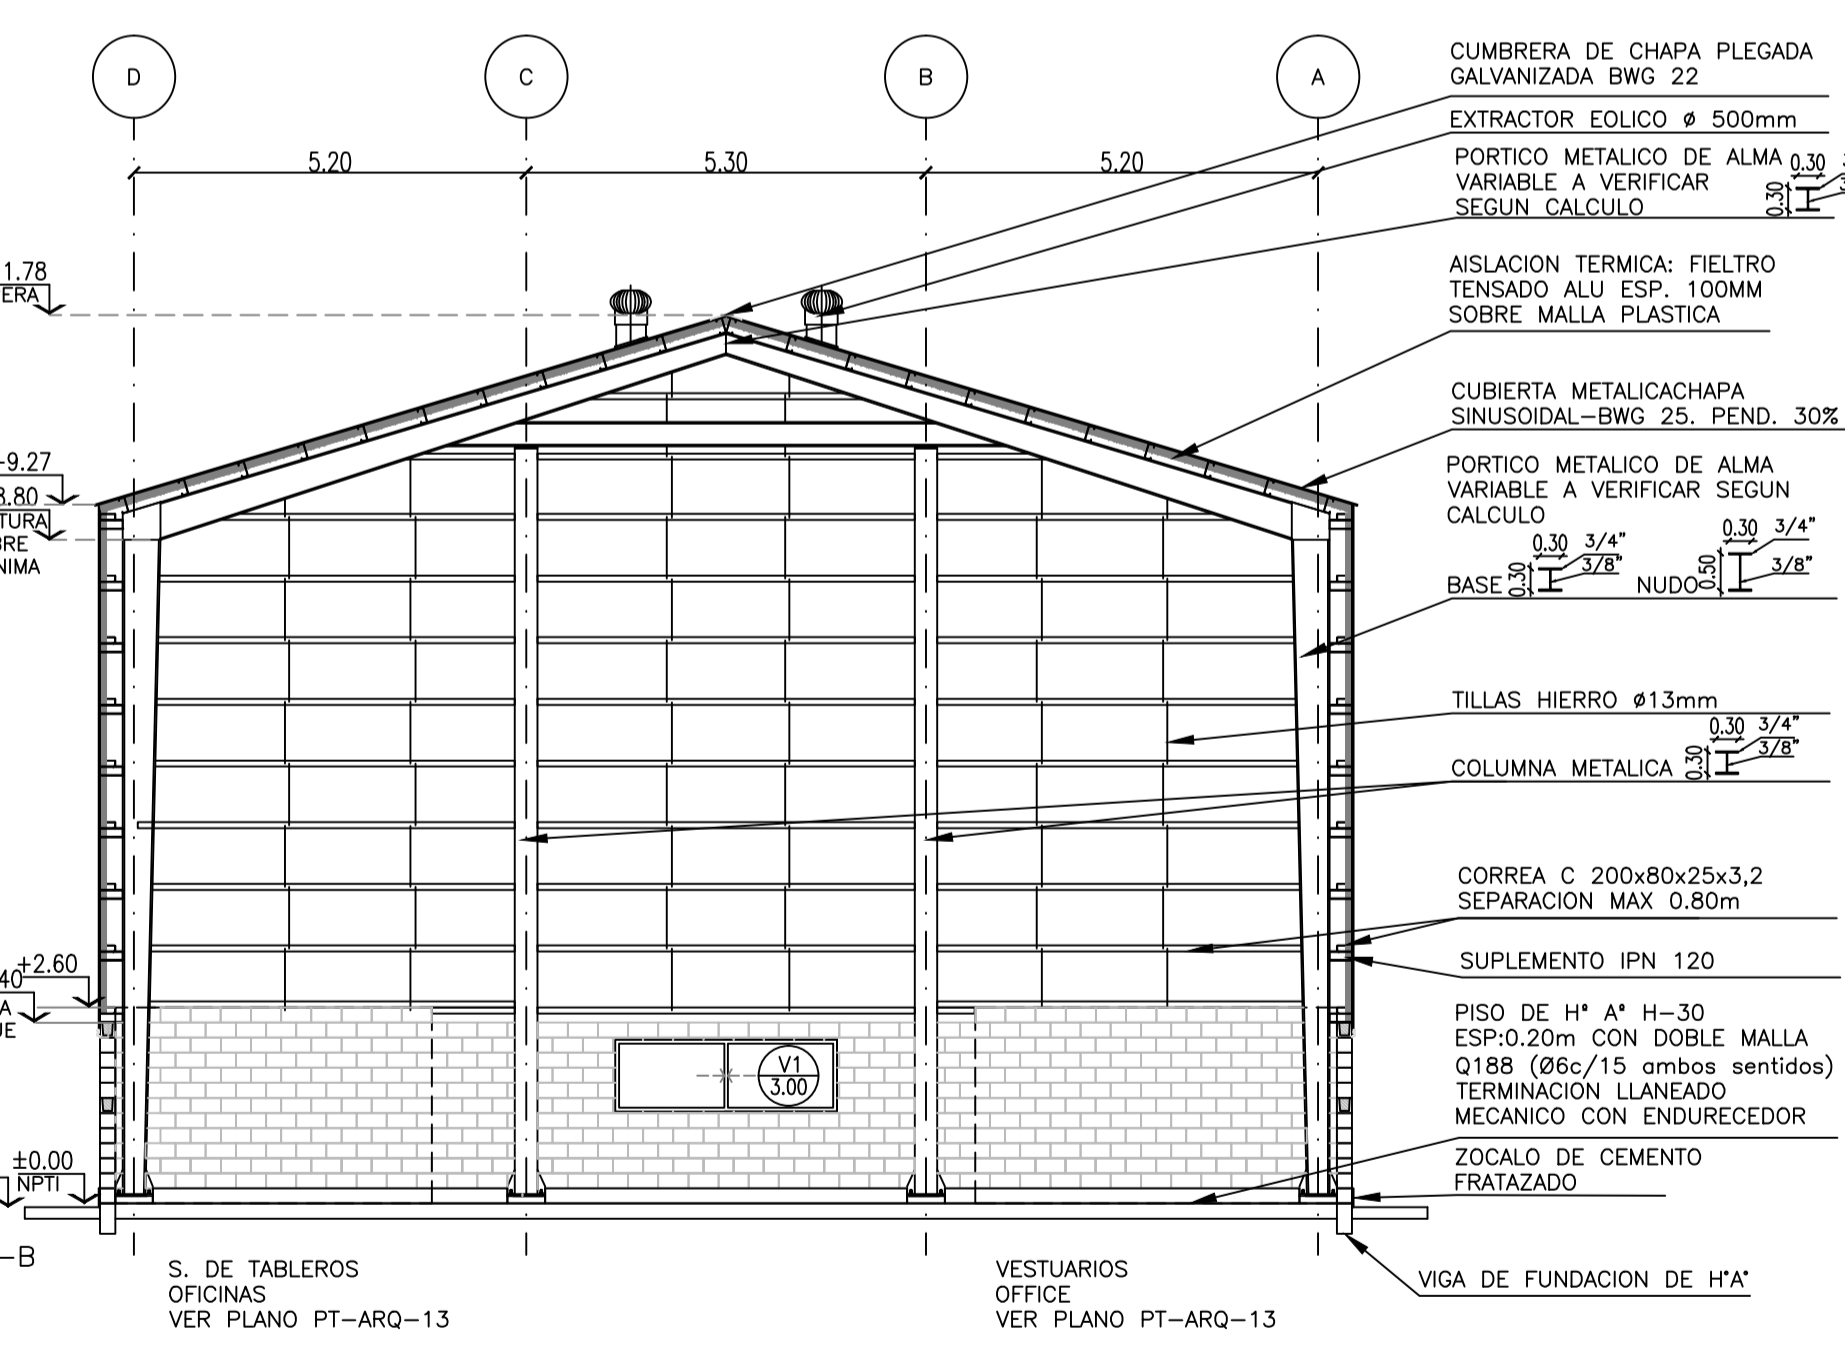 D
C
B
A
5.20
5.30
5.20
CUMBRERA DE CHAPA PLEGADA
GALVANIZADA BWG 22
EXTRACTOR EOLICO ø 500mm
PORTICO METALICO DE ALMA
VARIABLE A VERIFICAR
SEGUN CALCULO
0.30
0.30
AISLACION TERMICA: FIELTRO
TENSADO ALU ESP. 100MM
SOBRE MALLA PLASTICA
CUBIERTA METALICACHAPA
SINUSOIDAL-BWG 25. PEND. 30%
PORTICO METALICO DE ALMA
VARIABLE A VERIFICAR SEGUN
CALCULO
BASE
0.30
0.30
3/4"
3/8"
NUDO
0.50
0.30
3/4"
3/8"
TILLAS HIERRO ø13mm
COLUMNA METALICA
0.30
0.30
3/4"
3/8"
CORREA C 200x80x25x3,2
SEPARACION MAX 0.80m
SUPLEMENTO IPN 120
PISO DE H° A° H-30
ESP:0.20m CON DOBLE MALLA
Q188 (Ø6c/15 ambos sentidos)
TERMINACION LLANEADO
MECANICO CON ENDURECEDOR
ZOCALO DE CEMENTO
FRATAZADO
VIGA DE FUNDACION DE H°A°
1.78
ERA
9.27
8.80
TURA
BRE
NIMA
+2.60
40
A
UE
±0.00
NPTI
-B
V1
3.00
S. DE TABLEROS
OFICINAS
VER PLANO PT-ARQ-13
VESTUARIOS
OFFICE
VER PLANO PT-ARQ-13